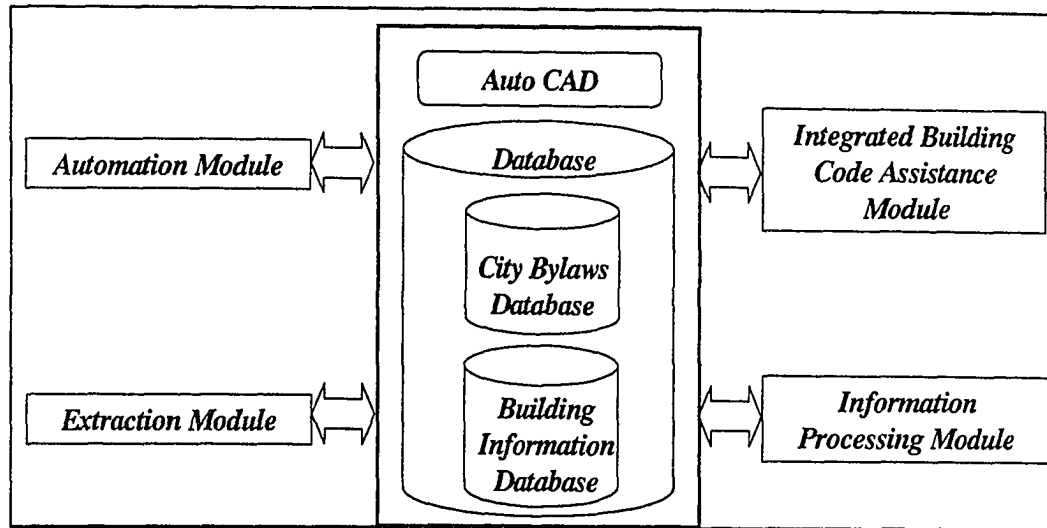 Auto CAD
Automation Module
Database
Integrated Building
Code Assistance
Module
City Bylaws
Database
Extraction Module
Building
Information
Database
Information
Processing Module